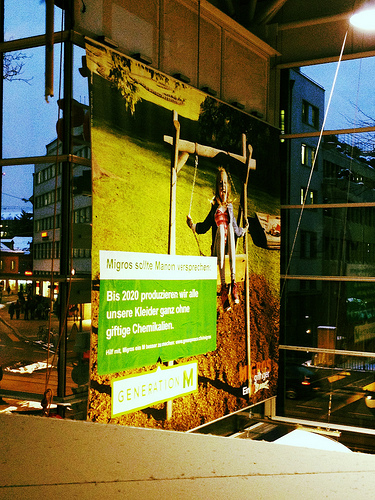 Migros sollte Manon versprechen:
Bis 2020 produzieren wir alle
unsere Kleider ganz ohne
giftige Chemikalien.
GENERATION M